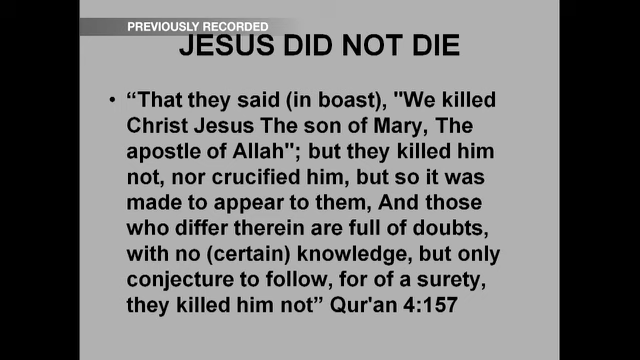 PREVIOUSLY RECORDED
JESUS DID NOT DIE
• “That they said (in boast), "We killed
Christ Jesus The son of Mary, The
apostle of Allah"; but they killed him
not, nor crucified him, but so it was
made to appear to them, And those
who differ therein are full of doubts,
with no (certain) knowledge, but only
conjecture to follow, for of a surety,
they killed him not” Qur'an 4:157